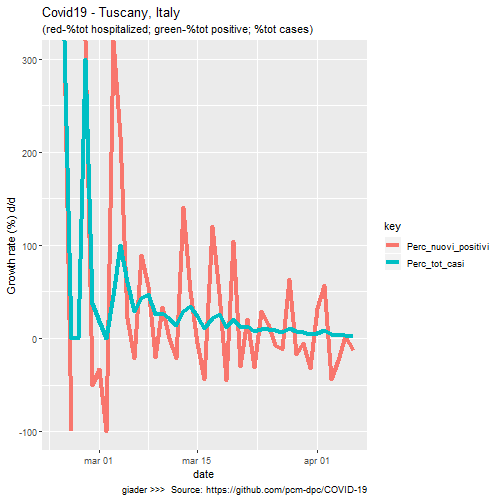 Covid19 - Tuscany, Italy
(red-%tot hospitalized; green-%tot positive; %tot cases)
300
200
100
0
-100
Growth rate (%) d/d
mar 01
mar 15
apr 01
date
key
Perc_nuovi_positivi
Perc_tot_casi
giader >>> Source: https://github.com/pcm-dpc/COVID-19